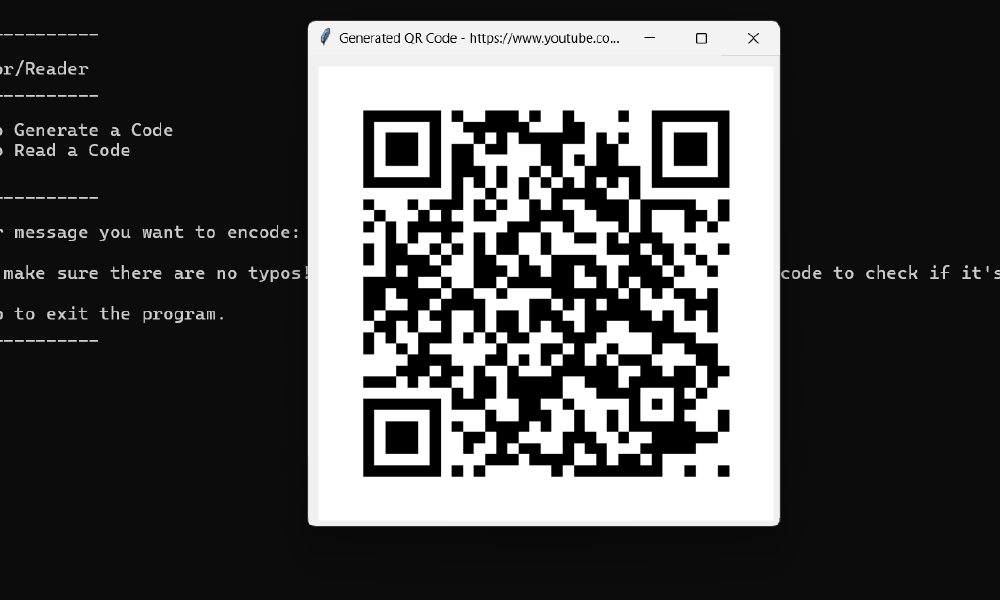 Generated QR Code - https://www.youtube.co...
----------
or/Reader
----------
o Generate a Code
o Read a Code
----------
r message you want to encode:
make sure there are no typos! code to check if it's
o to exit the program.
----------